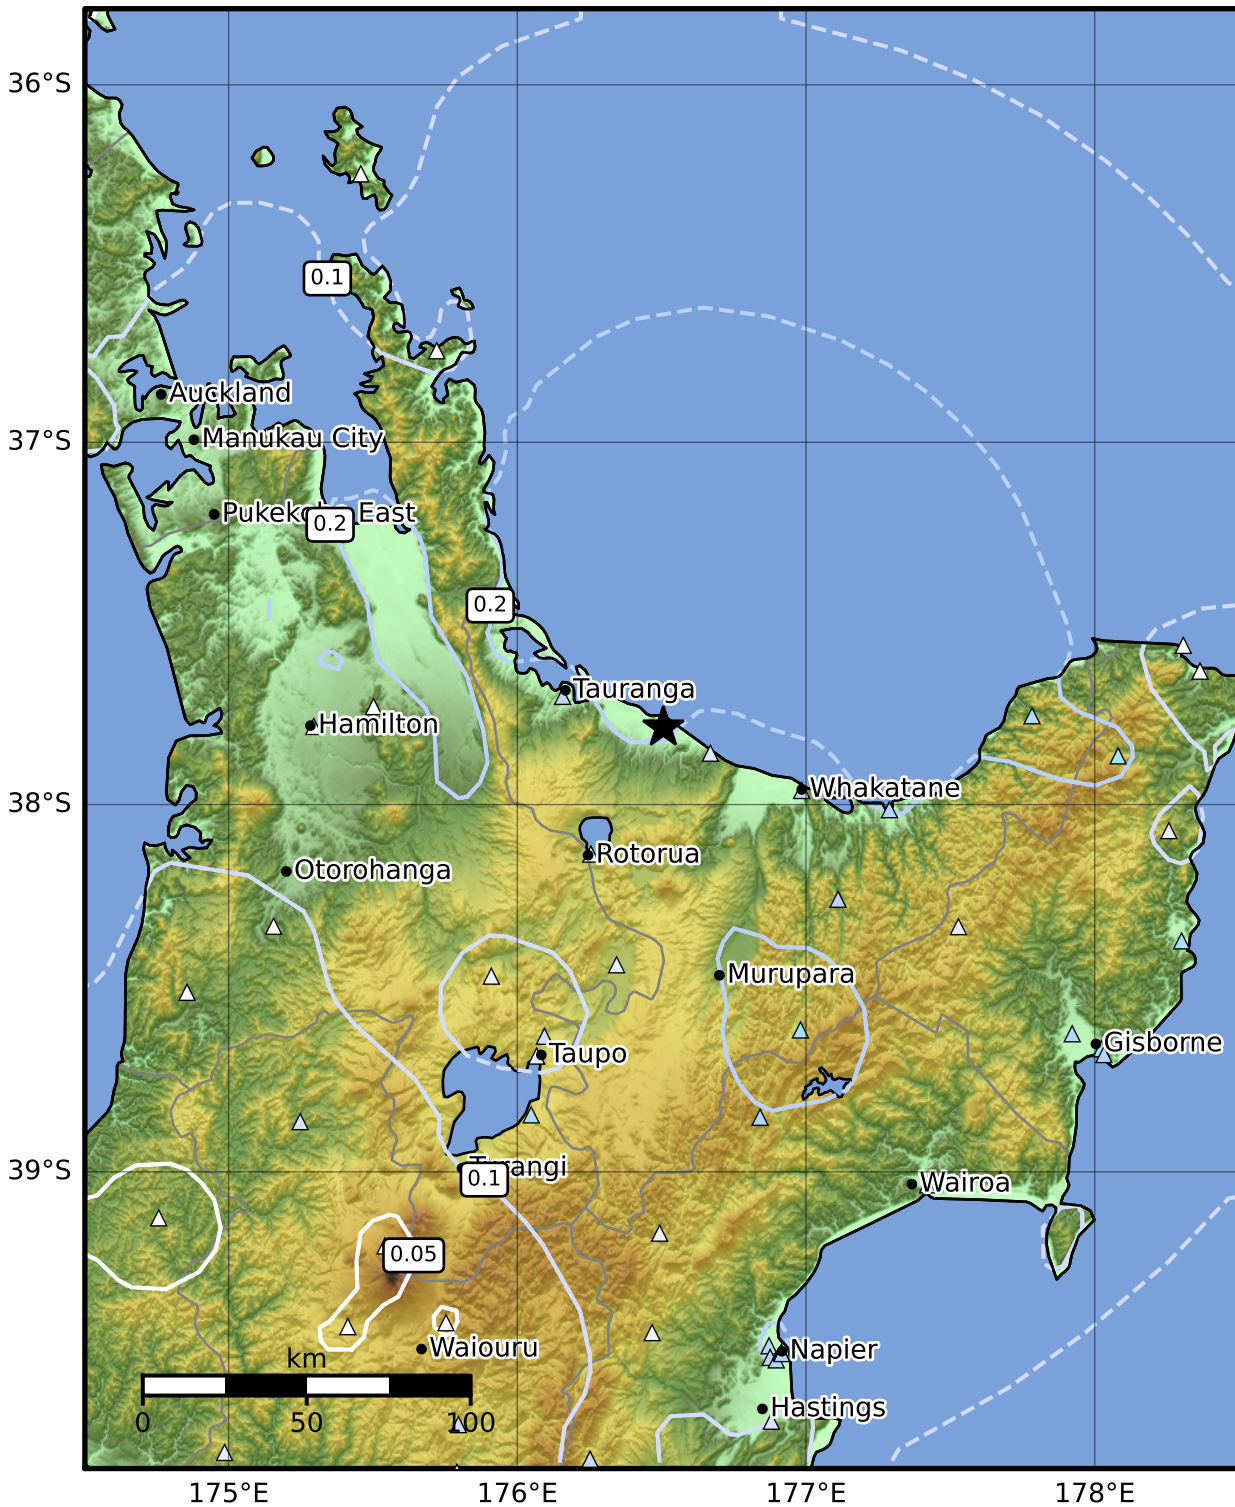 36°S
0.1
Auckland
37°S
Manukau City
Pukekohe East
0.2
0.2
Tauranga
Hamilton
Whakatane
38°S
Rotorua
Otorohanga
Murupara
Gisborne
Taupo
39°S
Turangi
0.1
Wairoa
0.05
Waiouru
Napier
km
Hastings
0 50 100
175°E 176°E 177°E 178°E